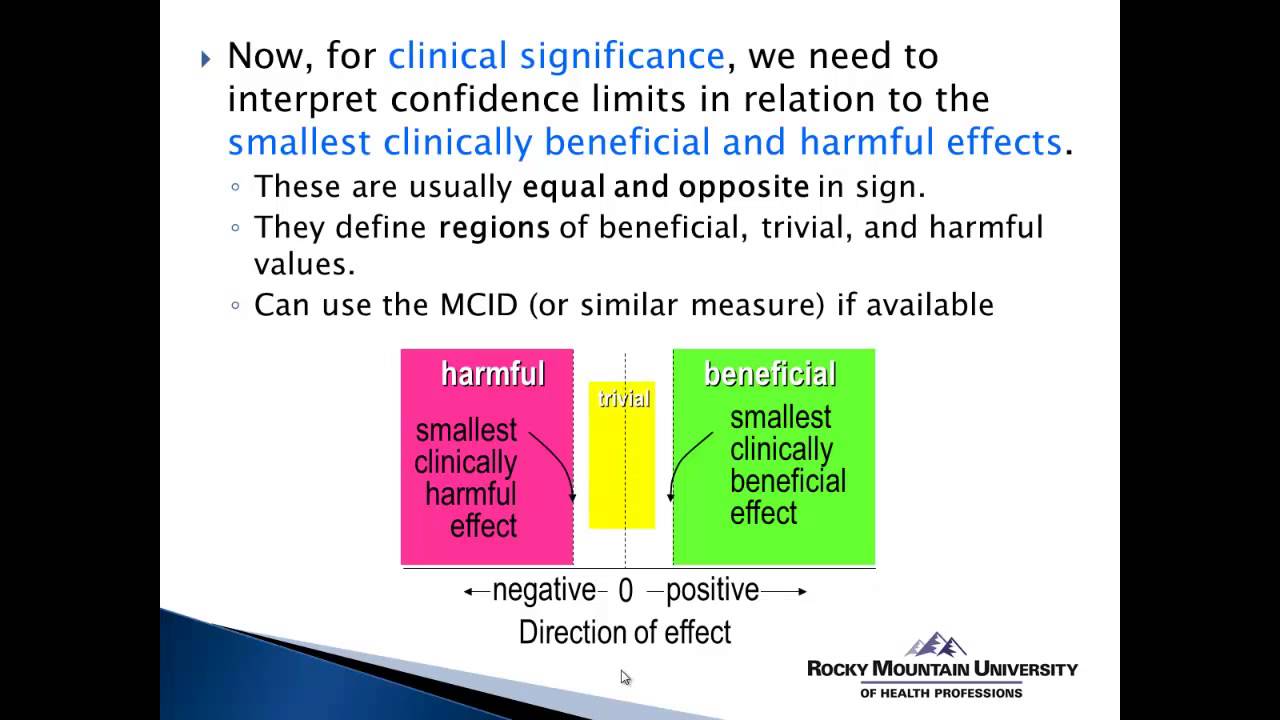 Now, for clinical significance, we need to
interpret confidence limits in relation to the
smallest clinically beneficial and harmful effects.
These are usually equal and opposite in sign.
They define regions of beneficial, trivial, and harmful
values.
Can use the MCID (or similar measure) if available
harmful
smallest
clinically
harmful
effect
trivial
beneficial
smallest
clinically
beneficial
effect
negative 0 positive
Direction of effect
ROCKY MOUNTAIN UNIVERSITY
OF HEALTH PROFESSIONS